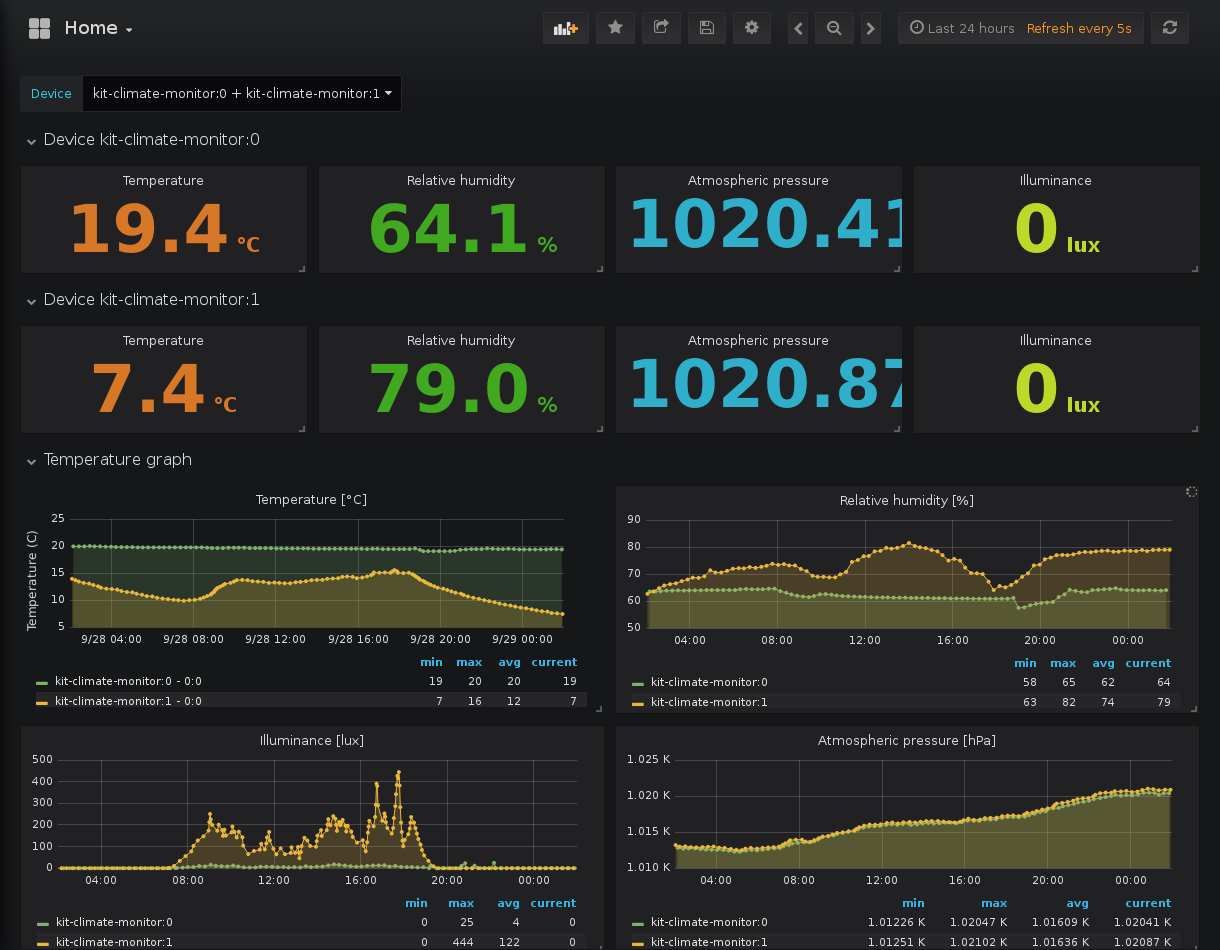 Home
Last 24 hours Refresh every 5s
Device kit-climate-monitor:0 + kit-climate-monitor:1
Device kit-climate-monitor:0
Temperature Relative humidity Atmospheric pressure Illuminance
19.4 °C 64.1 % 1020.41 0 lux
Device kit-climate-monitor:1
Temperature Relative humidity Atmospheric pressure Illuminance
7.4 °C 79.0 % 1020.87 0 lux
Temperature graph
Temperature [°C]
Temperature (C)
25
20
15
10
5
9/28 04:00 9/28 08:00 9/28 12:00 9/28 16:00 9/28 20:00 9/29 00:00
min max avg current
kit-climate-monitor:0 - 0:0 19 20 20 19
kit-climate-monitor:1 - 0:0 7 16 12 7
Relative humidity [%]
90
80
70
60
50
04:00 08:00 12:00 16:00 20:00 00:00
min max avg current
kit-climate-monitor:0 58 65 62 64
kit-climate-monitor:1 63 82 74 79
Illuminance [lux]
500
400
300
200
100
0
04:00 08:00 12:00 16:00 20:00 00:00
min max avg current
kit-climate-monitor:0 0 25 4 0
kit-climate-monitor:1 0 444 122 0
Atmospheric pressure [hPa]
1.025 K
1.020 K
1.015 K
1.010 K
04:00 08:00 12:00 16:00 20:00 00:00
min max avg current
kit-climate-monitor:0 1.01226 K 1.02047 K 1.01609 K 1.02041 K
kit-climate-monitor:1 1.01251 K 1.02102 K 1.01636 K 1.02087 K